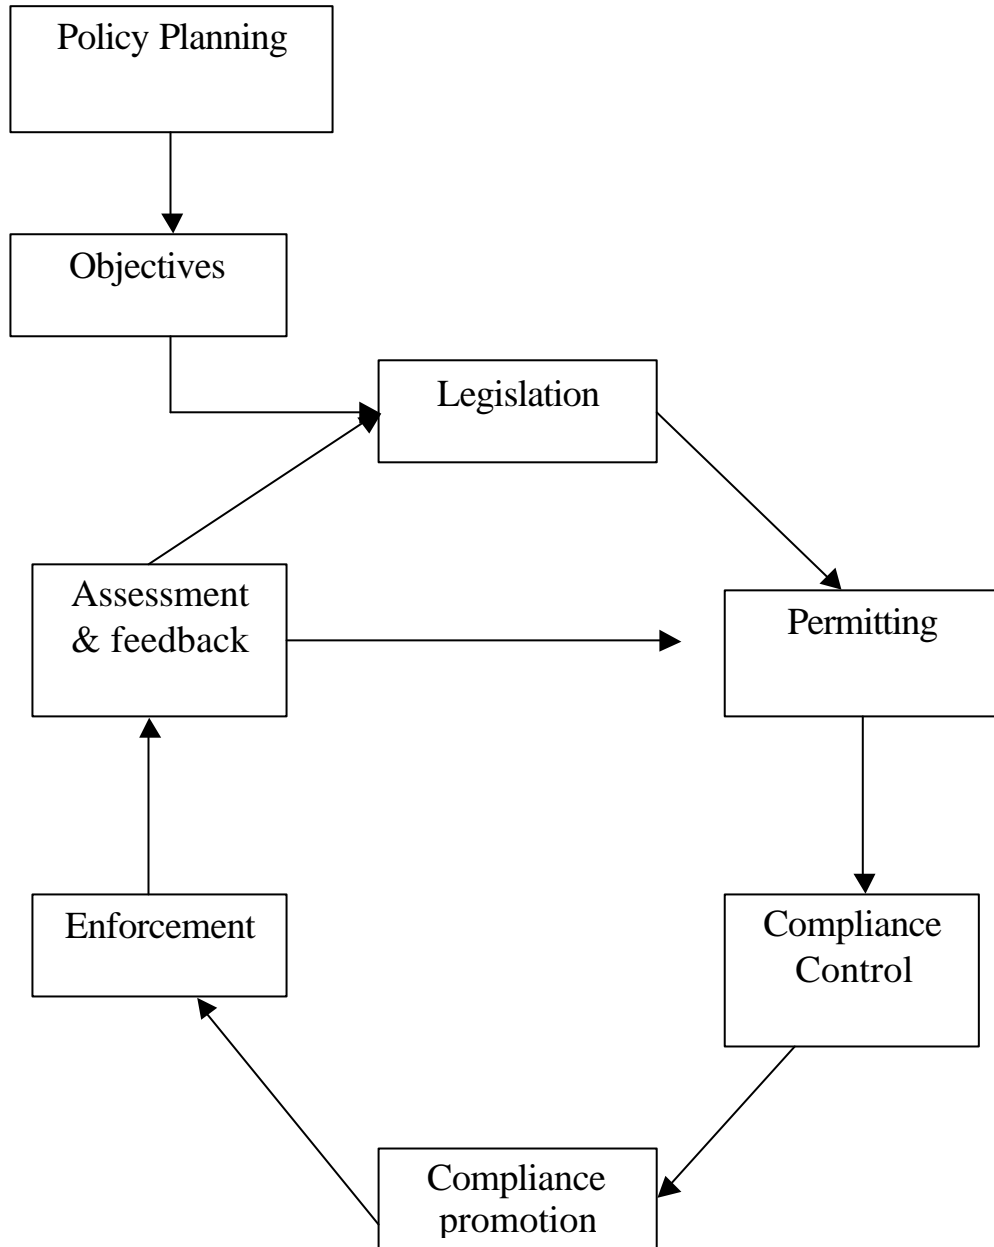 Policy Planning
Objectives
Legislation
Assessment
& feedback
Permitting
Enforcement
Compliance
Control
Compliance
promotion